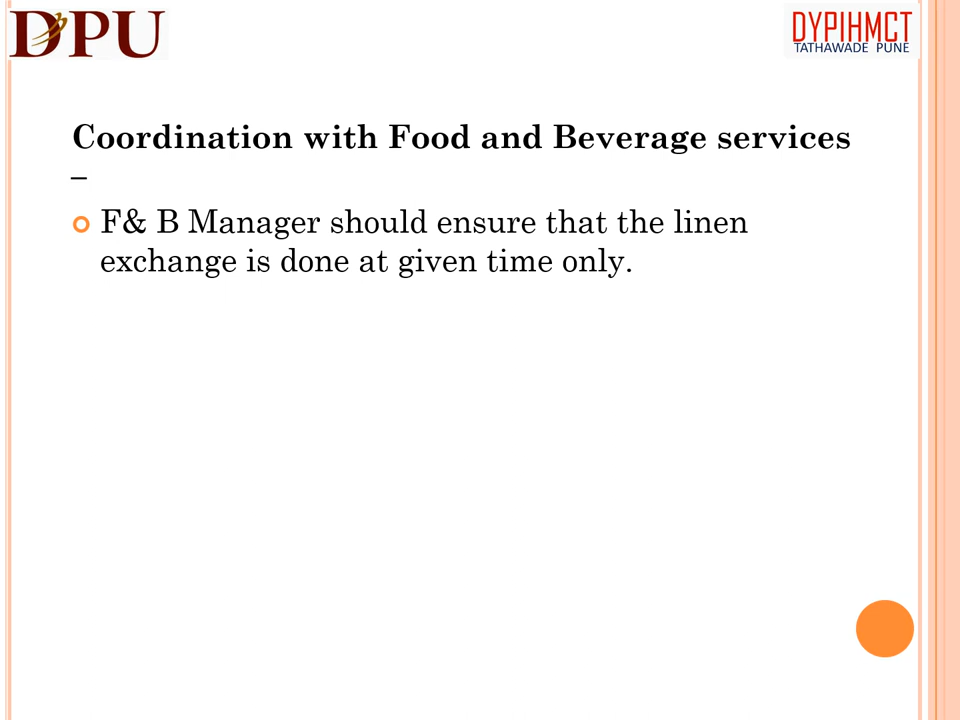 DPU
DYPIHMCT
TATHAWADE PUNE
Coordination with Food and Beverage services
–
F& B Manager should ensure that the linen
exchange is done at given time only.